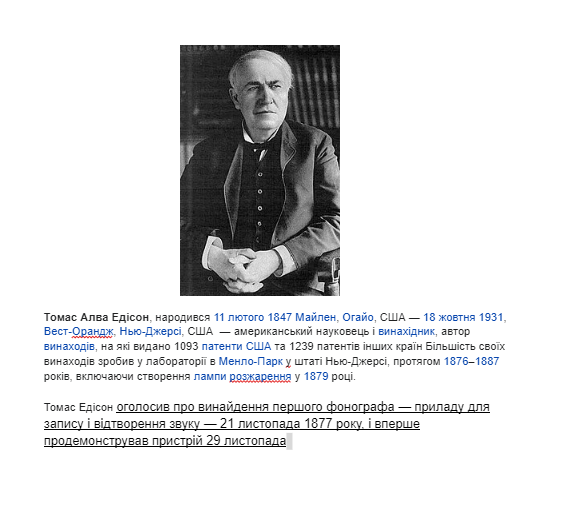 Томас Алва Едісон, народився 11 лютого 1847 Майлен, Огайо, США — 18 жовтня 1931,
Вест-Орандж, Нью-Джерсі, США — американський науковець і винахідник, автор
винаходів, на які видано 1093 патенти США та 1239 патентів інших країн Більшість своїх
винаходів зробив у лабораторії в Менло-Парк у штаті Нью-Джерсі, протягом 1876–1887
років, включаючи створення лампи розжарення у 1879 році.
Томас Едісон оголосив про винайдення першого фонографа — приладу для
запису і відтворення звуку — 21 листопада 1877 року, і вперше
продемонстрував пристрій 29 листопада